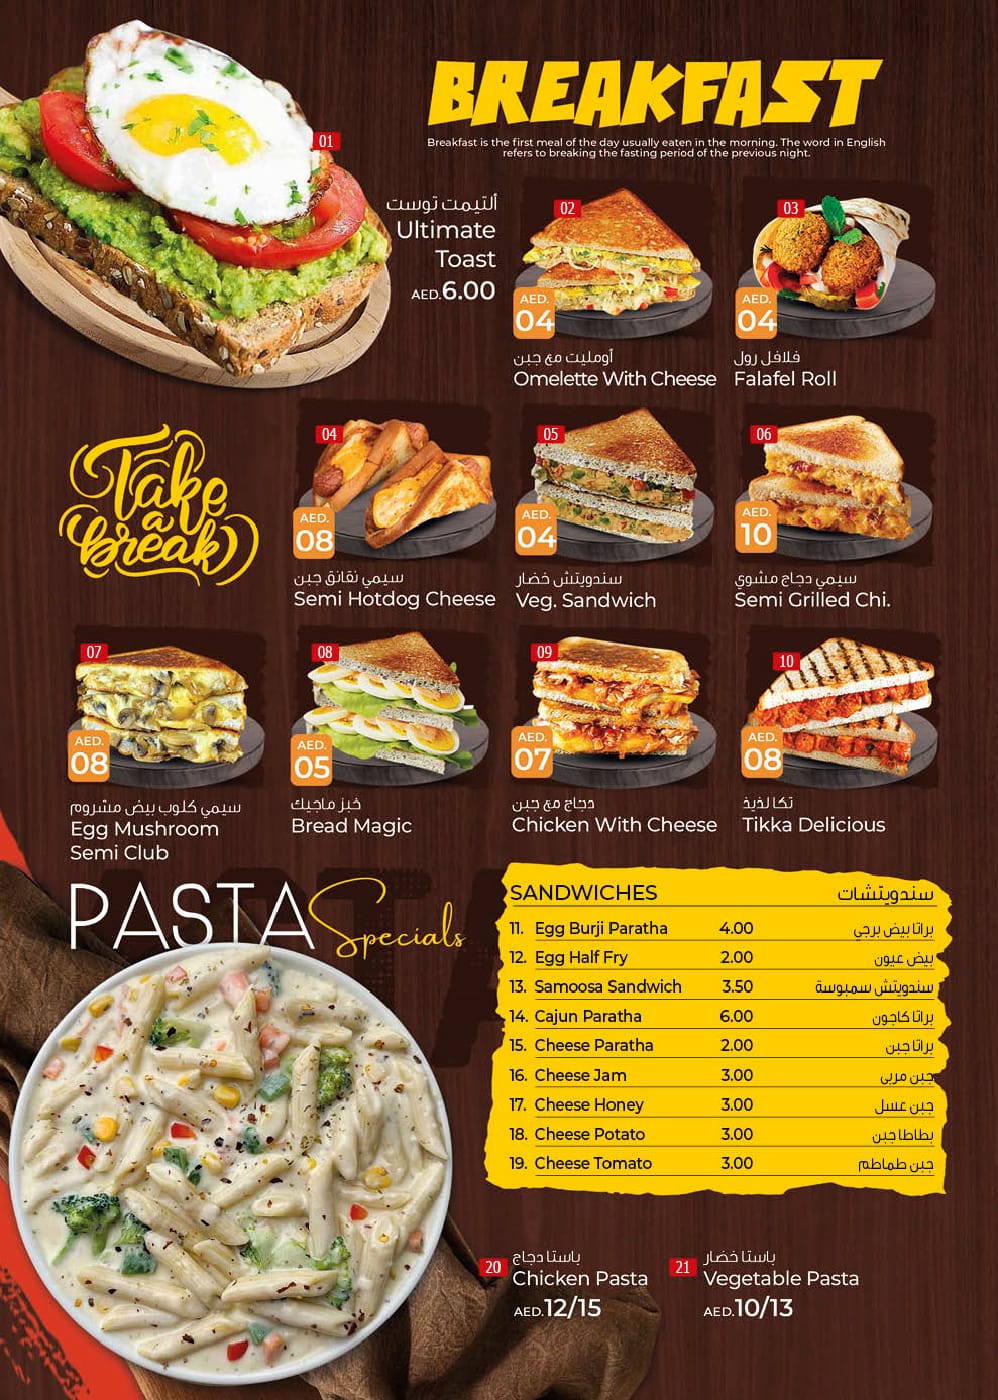 BREAKFAST
Breakfast is the first meal of the day usually eaten in the morning. The word in English
refers to breaking the fasting period of the previous night.
01
ألتيمت توست
Ultimate
Toast
AED.6.00
02
AED.
04
أومليت مع جبن
Omelette With Cheese
03
AED.
04
فلافل رول
Falafel Roll
Take
a
break
04
AED.
08
سيمي نقانق جبن
Semi Hotdog Cheese
05
AED.
04
سندويتش خضار
Veg. Sandwich
06
AED.
10
سيمي دجاج مشوي
Semi Grilled Chi.
07
AED.
08
سيمي كلوب بيض مشروم
Egg Mushroom
Semi Club
08
AED.
05
خبز ماجيك
Bread Magic
09
AED.
07
دجاج مع جبن
Chicken With Cheese
10
AED.
08
تكا لذيذ
Tikka Delicious
PASTA Specials
SANDWICHES سندويتشات
11. Egg Burji Paratha 4.00 براتا بيض برجي
12. Egg Half Fry 2.00 بيض عيون
13. Samoosa Sandwich 3.50 سندويتش سمبوسة
14. Cajun Paratha 6.00 براتا كاجون
15. Cheese Paratha 2.00 براتا جبن
16. Cheese Jam 3.00 جبن مربى
17. Cheese Honey 3.00 جبن عسل
18. Cheese Potato 3.00 بطاطا جبن
19. Cheese Tomato 3.00 جبن طماطم
20
باستا دجاج
Chicken Pasta
AED.12/15
21
باستا خضار
Vegetable Pasta
AED.10/13